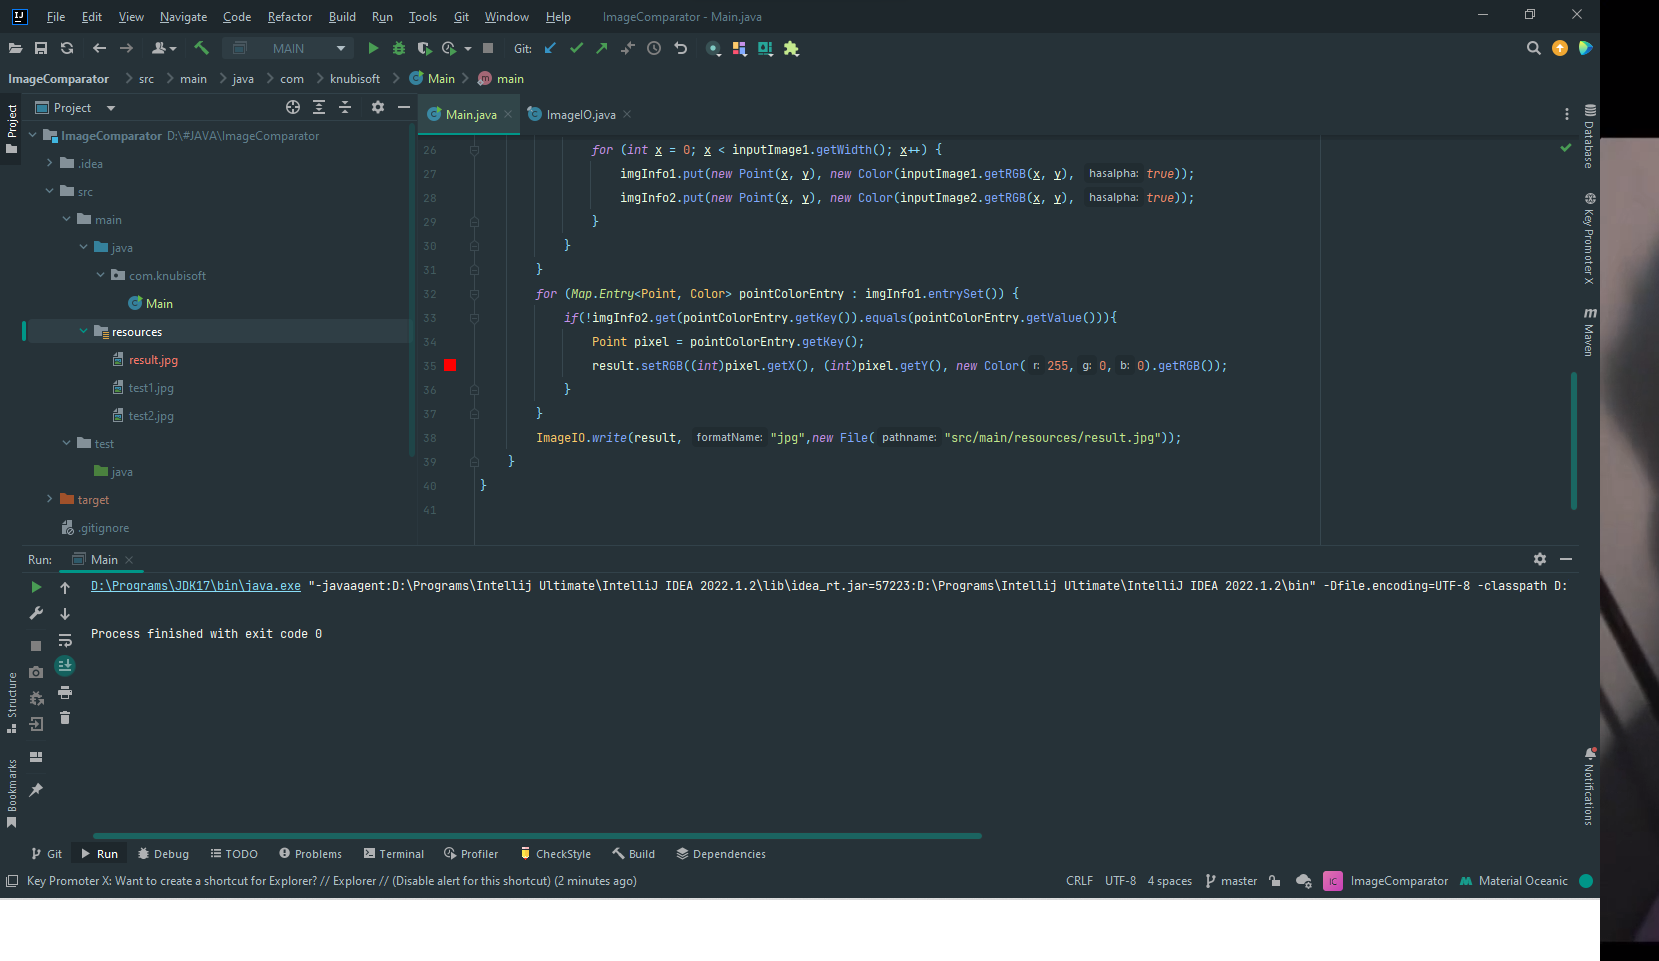 File Edit View Navigate Code Refactor Build Run Tools Git Window Help ImageComparator - Main.java
MAIN Git:
ImageComparator src main java com knubisoft Main main
Project
Project
Main.java
ImageIO.java
ImageComparator D:\#JAVA\ImageComparator
.idea
src
main
java
com.knubisoft
Main
resources
result.jpg
test1.jpg
test2.jpg
test
java
target
.gitignore
26 for (int x = 0; x < inputImage1.getWidth(); x++) {
27 imgInfo1.put(new Point(x, y), new Color(inputImage1.getRGB(x, y), hasalpha: true));
28 imgInfo2.put(new Point(x, y), new Color(inputImage2.getRGB(x, y), hasalpha: true));
29 }
30 }
31 }
32 for (Map.Entry<Point, Color> pointColorEntry : imgInfo1.entrySet()) {
33 if(!imgInfo2.get(pointColorEntry.getKey()).equals(pointColorEntry.getValue())){
34 Point pixel = pointColorEntry.getKey();
35 result.setRGB((int)pixel.getX(), (int)pixel.getY(), new Color( r: 255, g: 0, b: 0).getRGB());
36 }
37 }
38 ImageIO.write(result, formatName: "jpg",new File( pathname: "src/main/resources/result.jpg"));
39 }
40 }
41
Database
Key Promoter X
m Maven
Notifications
Run: Main
D:\Programs\JDK17\bin\java.exe "-javaagent:D:\Programs\Intellij Ultimate\IntelliJ IDEA 2022.1.2\lib\idea_rt.jar=57223:D:\Programs\Intellij Ultimate\IntelliJ IDEA 2022.1.2\bin" -Dfile.encoding=UTF-8 -classpath D:
Process finished with exit code 0
Structure
Bookmarks
Git Run Debug TODO Problems Terminal Profiler CheckStyle Build Dependencies
Key Promoter X: Want to create a shortcut for Explorer? // Explorer // (Disable alert for this shortcut) (2 minutes ago) CRLF UTF-8 4 spaces master IC ImageComparator Material Oceanic